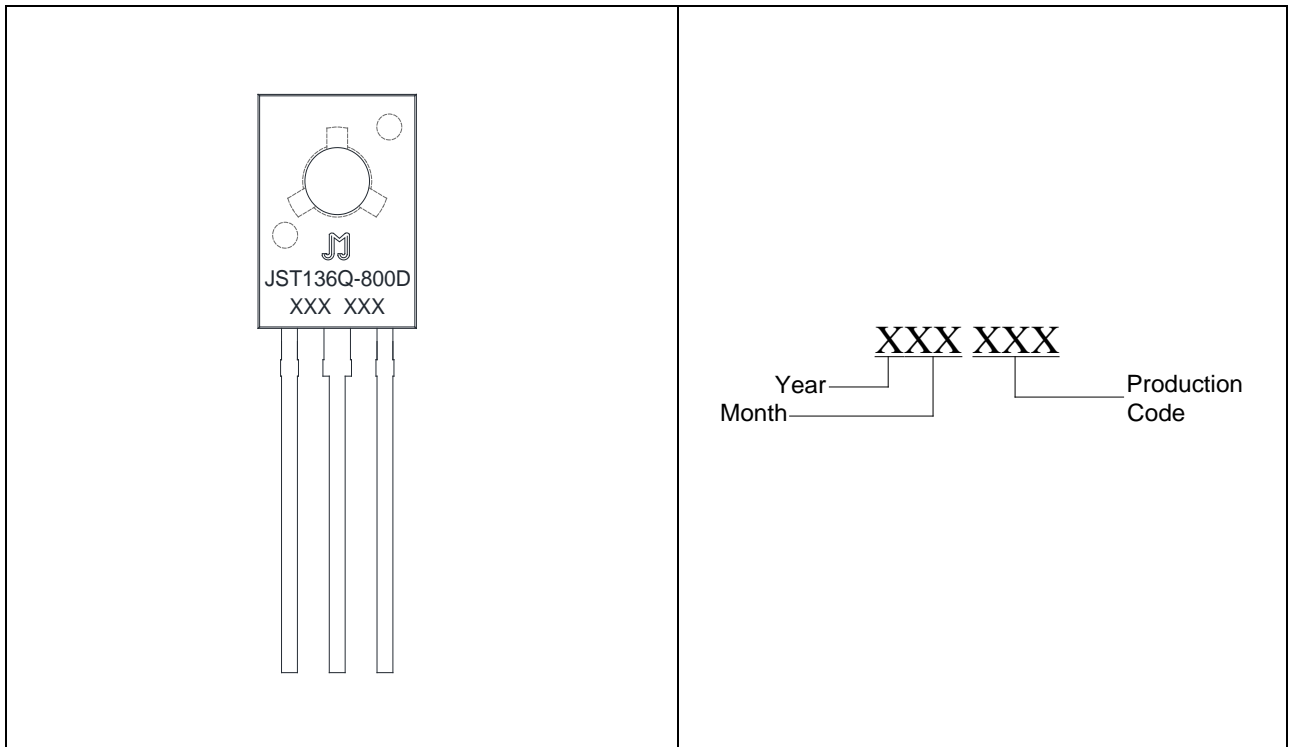 JST136Q-800D
XXX XXX
XXX XXX
Year
Month
Production
Code